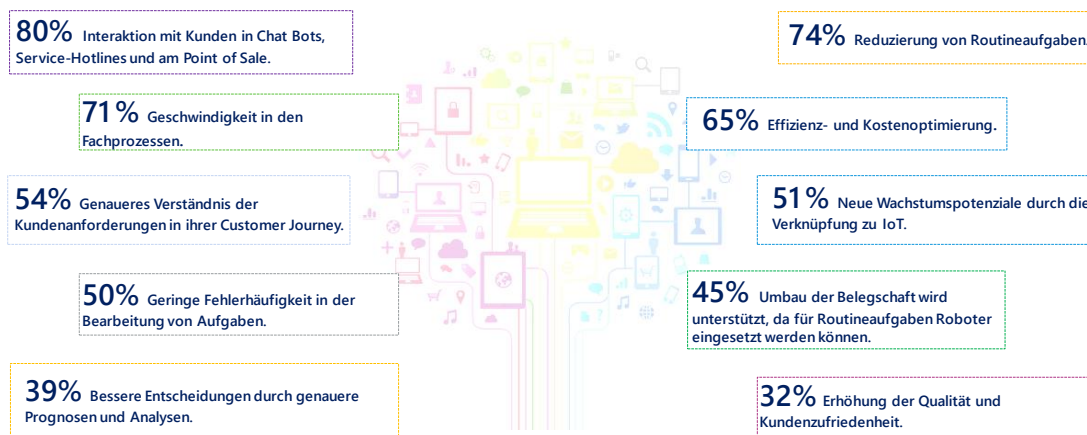 80% Interaktion mit Kunden in Chat Bots,
Service-Hotlines und am Point of Sale.
74% Reduzierung von Routineaufgaben.
71% Geschwindigkeit in den
Fachprozessen.
65% Effizienz- und Kostenoptimierung.
54% Genaueres Verständnis der
Kundenanforderungen in ihrer Customer Journey.
51% Neue Wachstumspotenziale durch die
Verknüpfung zu IoT.
50% Geringe Fehlerhäufigkeit in der
Bearbeitung von Aufgaben.
45% Umbau der Belegschaft wird
unterstützt, da für Routineaufgaben Roboter
eingesetzt werden können.
39% Bessere Entscheidungen durch genauere
Prognosen und Analysen.
32% Erhöhung der Qualität und
Kundenzufriedenheit.